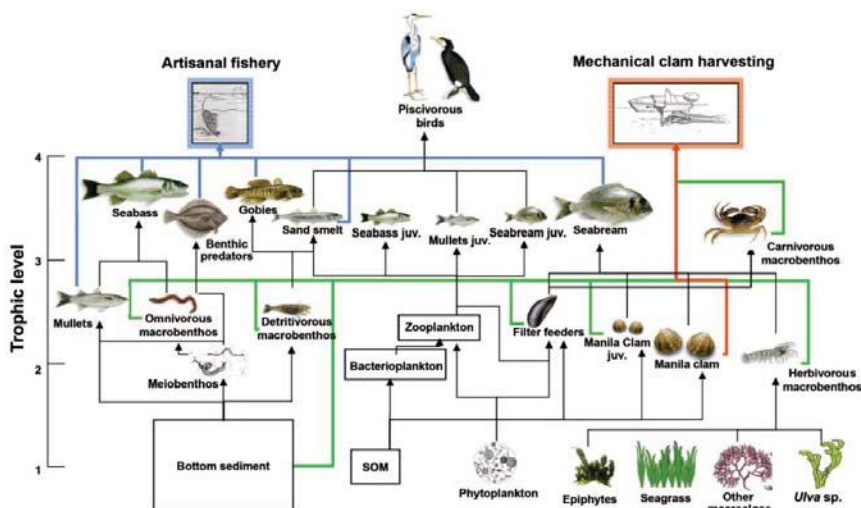 Artisanal fishery
Mechanical clam harvesting
Piscivorous
birds
Trophic level
4
3
2
1
Seabass
Gobies
Benthic
predators
Sand smelt
Seabass juv.
Mullets juv.
Seabream juv.
Seabream
Carnivorous
macrobenthos
Mullets
Omnivorous
macrobenthos
Detritivorous
macrobenthos
Zooplankton
Filter feeders
Manila Clam
juv.
Manila clam
Herbivorous
macrobenthos
Meiobenthos
Bacterioplankton
Bottom sediment
SOM
Phytoplankton
Epiphytes
Seagrass
Other
Ulva sp.